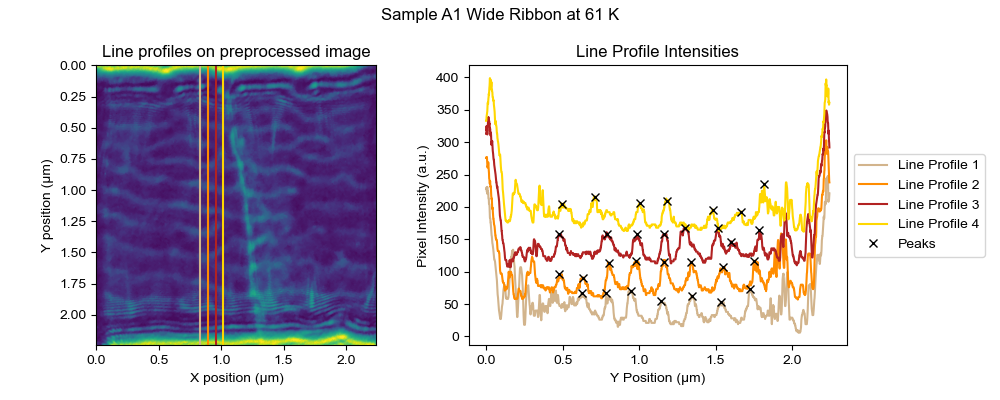 Sample A1 Wide Ribbon at 61 K
Line profiles on preprocessed image
0.00
0.25
0.50
0.75
1.00
1.25
1.50
1.75
2.00
Y position (μm)
0.0
0.5
1.0
1.5
2.0
X position (μm)
Line Profile Intensities
400
350
300
250
200
150
100
50
0
Pixel Intensity (a.u.)
0.0
0.5
1.0
1.5
2.0
Y Position (μm)
Line Profile 1
Line Profile 2
Line Profile 3
Line Profile 4
Peaks